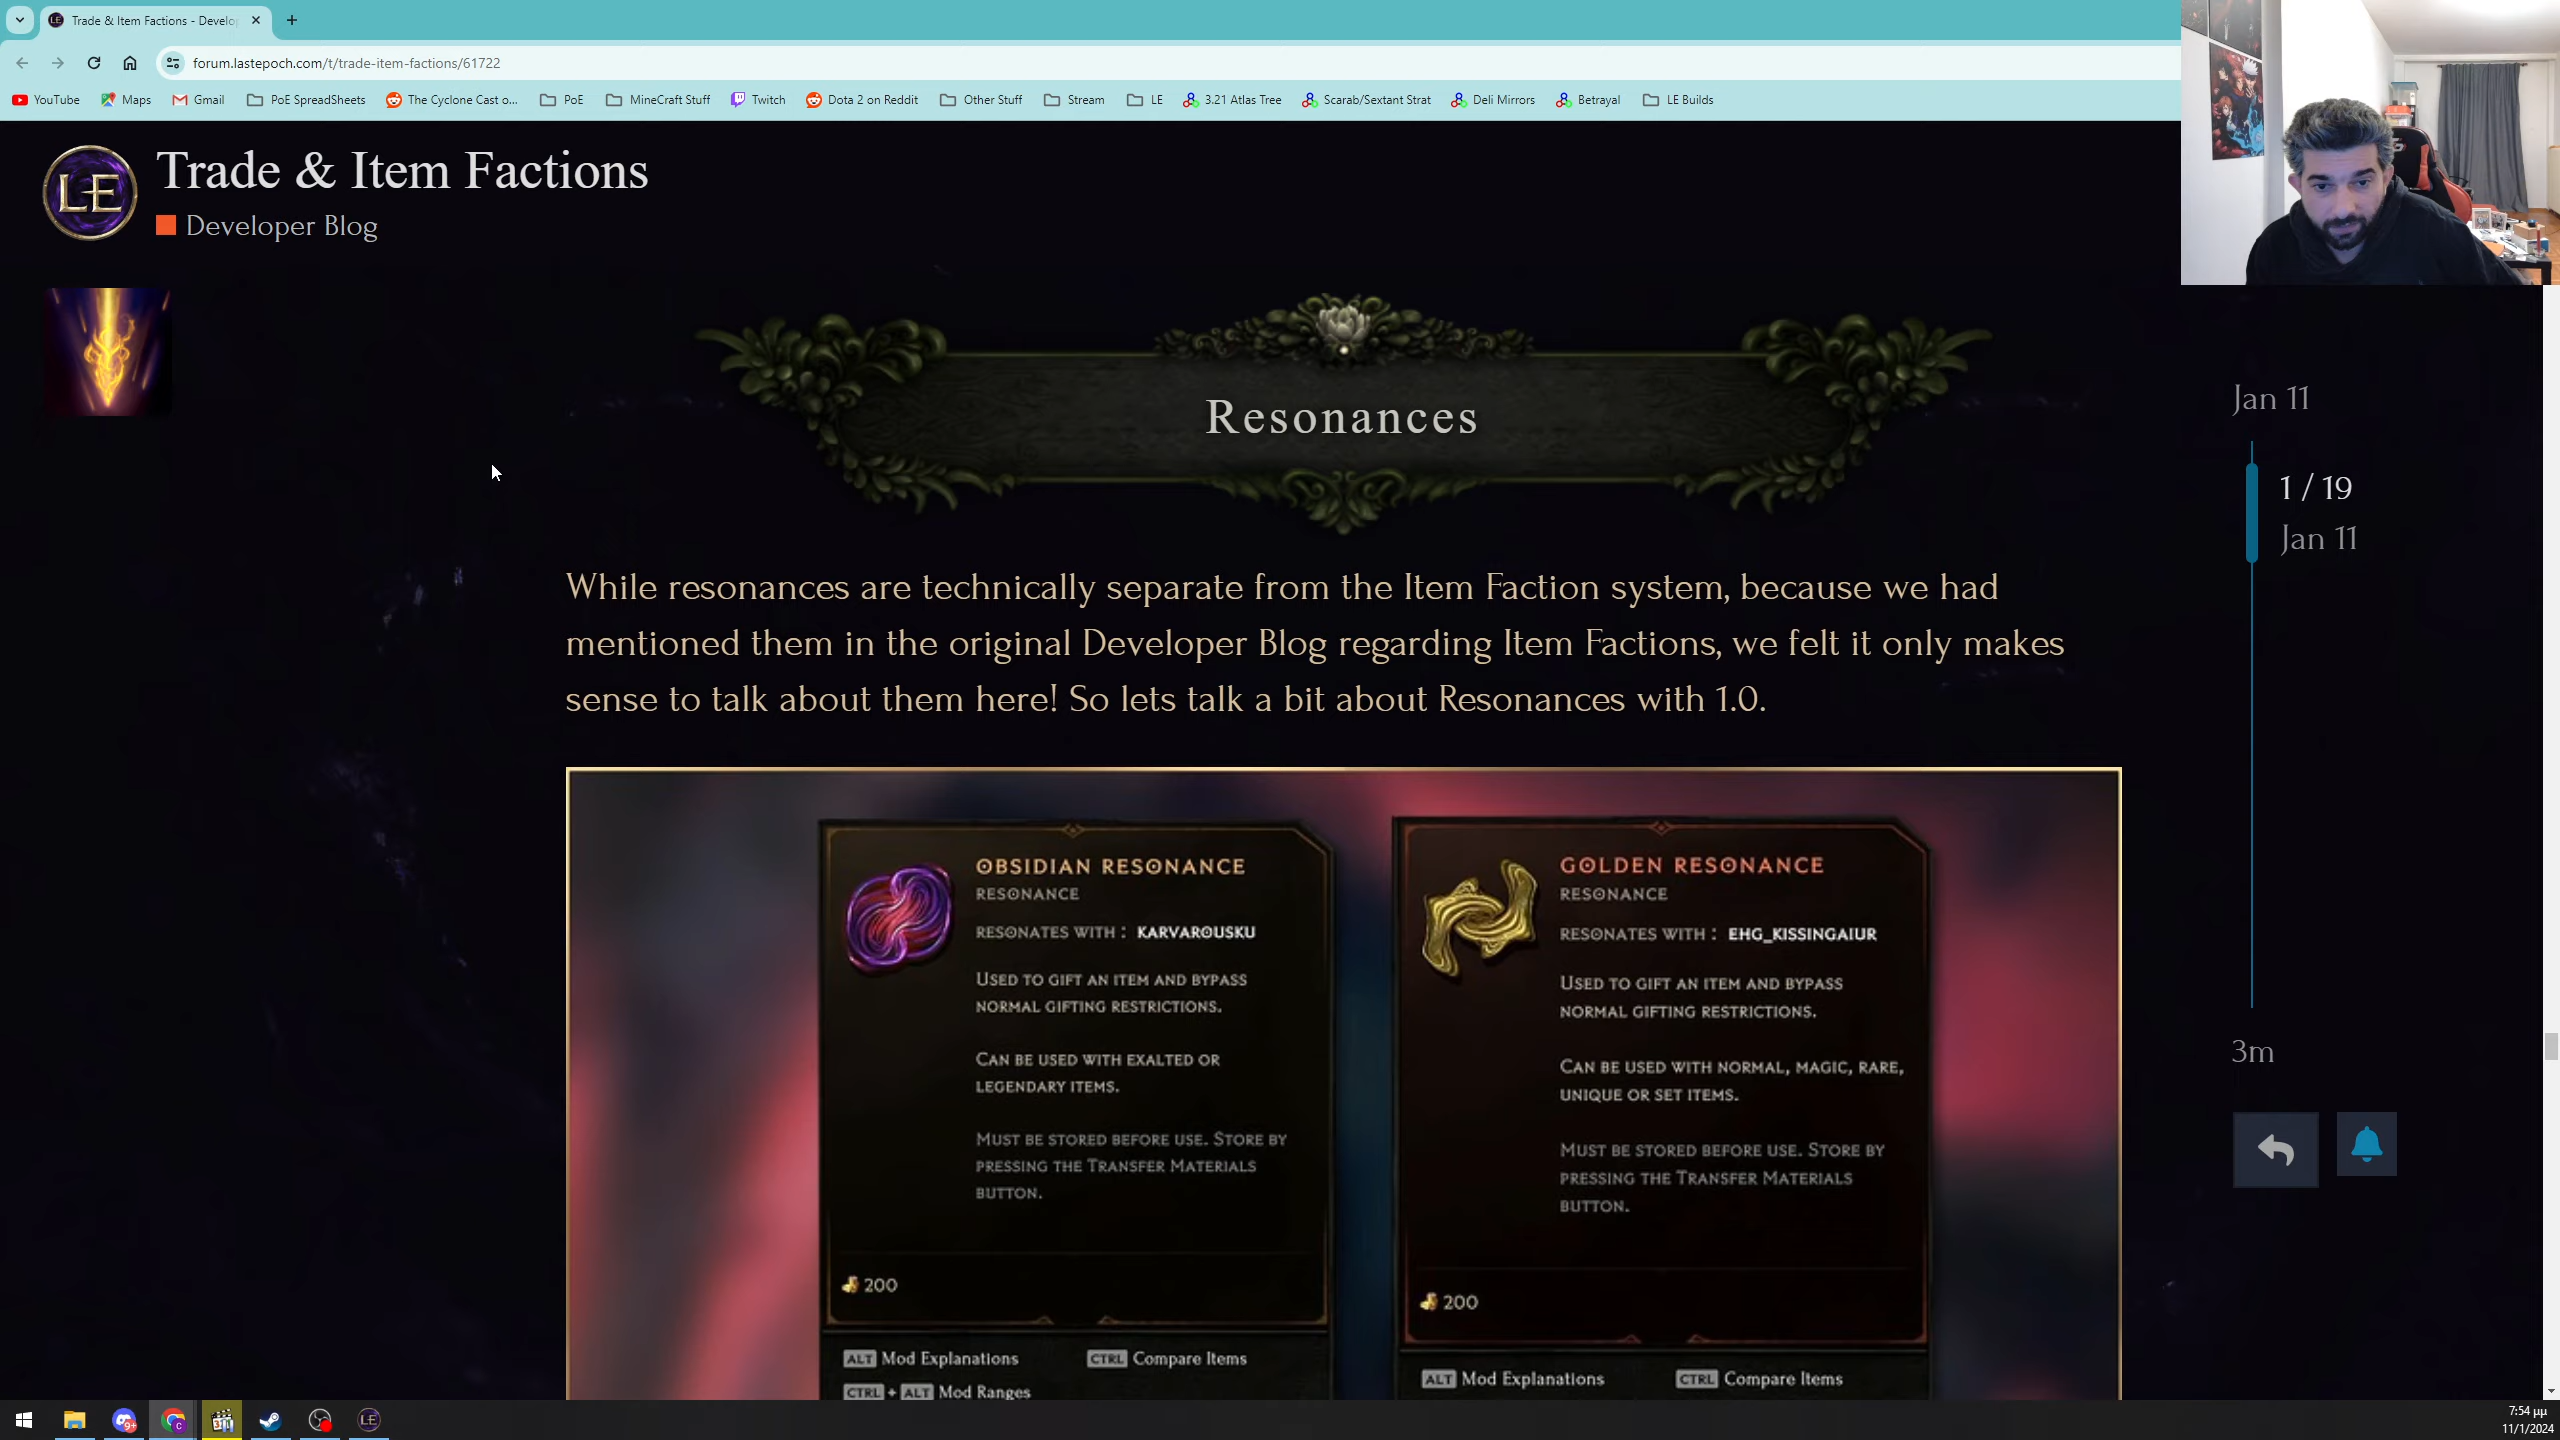 Trade & Item Factions - Develo
forum.lastepoch.com/t/trade-item-factions/61722
YouTube
Maps
Gmail
PoE SpreadSheets
The Cyclone Cast o...
PoE
MineCraft Stuff
Twitch
Dota 2 on Reddit
Other Stuff
Stream
LE
3.21 Atlas Tree
Scarab/Sextant Strat
Deli Mirrors
Betrayal
LE Builds
LE
Trade & Item Factions
Developer Blog
Resonances
Jan 11
1 / 19
Jan 11
3m
While resonances are technically separate from the Item Faction system, because we had
mentioned them in the original Developer Blog regarding Item Factions, we felt it only makes
sense to talk about them here! So lets talk a bit about Resonances with 1.0.
OBSIDIAN RESONANCE
RESONANCE
RESONATES WITH : KARVAROUSKU
USED TO GIFT AN ITEM AND BYPASS
NORMAL GIFTING RESTRICTIONS.
CAN BE USED WITH EXALTED OR
LEGENDARY ITEMS.
MUST BE STORED BEFORE USE. STORE BY
PRESSING THE TRANSFER MATERIALS
BUTTON.
200
ALT Mod Explanations
CTRL Compare Items
CTRL + ALT Mod Ranges
GOLDEN RESONANCE
RESONANCE
RESONATES WITH : EHG_KISSINGAIUR
USED TO GIFT AN ITEM AND BYPASS
NORMAL GIFTING RESTRICTIONS.
CAN BE USED WITH NORMAL, MAGIC, RARE,
UNIQUE OR SET ITEMS.
MUST BE STORED BEFORE USE. STORE BY
PRESSING THE TRANSFER MATERIALS
BUTTON.
200
ALT Mod Explanations
CTRL Compare Items
9+
LE
7:54 μμ
11/1/2024